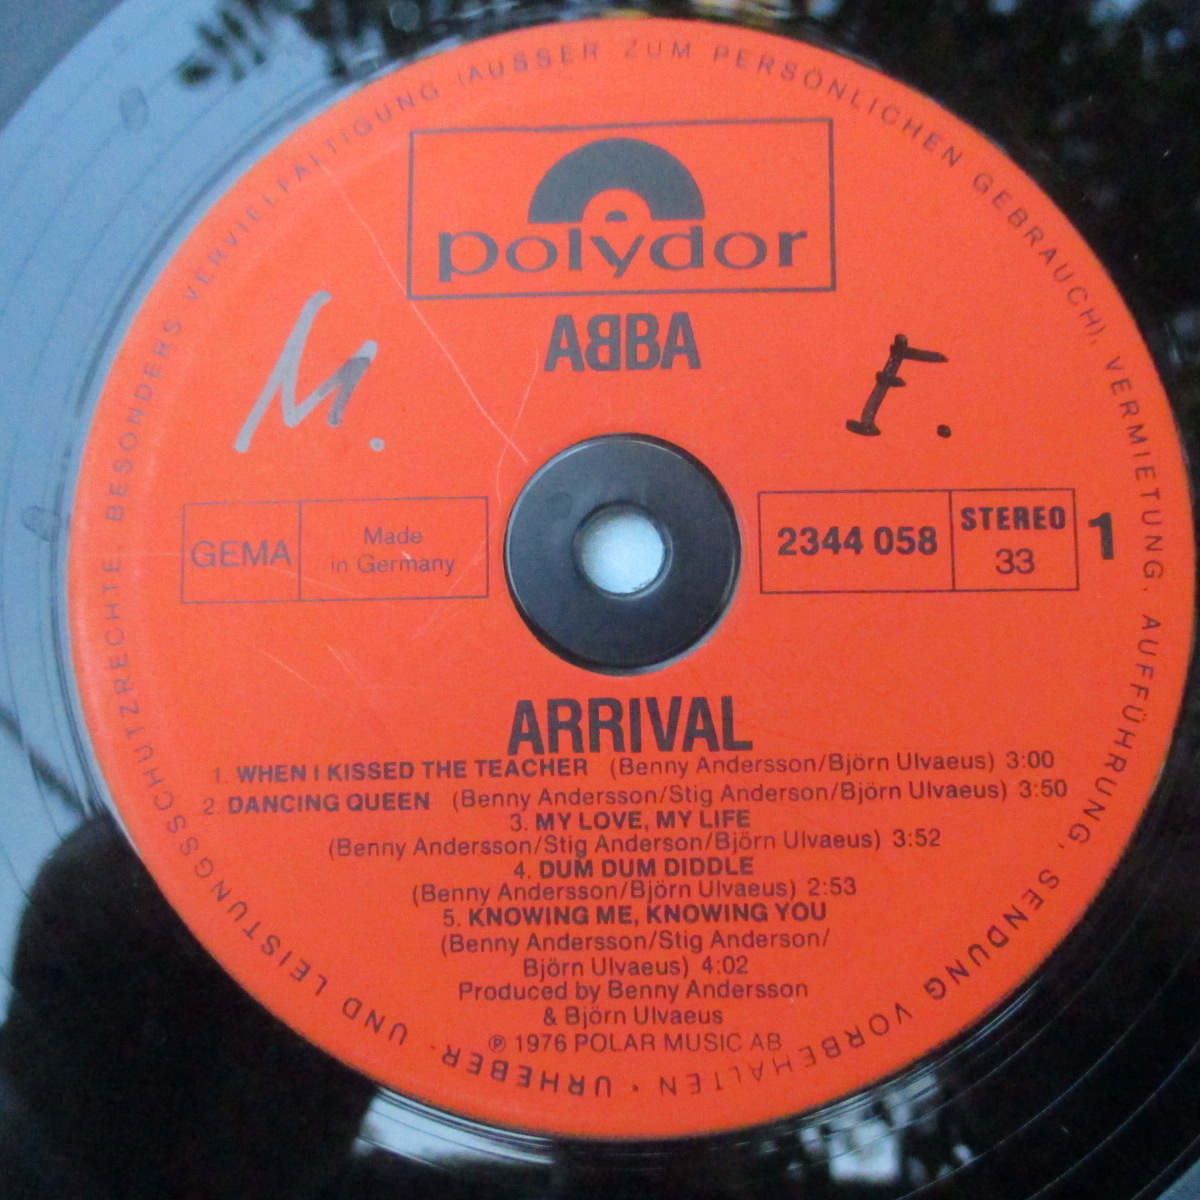 URHEBER- UND LEISTUNGSSCHUTZRECHTE, BESONDERS VERVIELFÄLTIGUNG (AUSSER ZUM PERSÖNLICHEN GEBRAUCH), VERMIETUNG, AUFFÜHRUNG, SENDUNG VORBEHALTEN •
polydor
ABBA
M. F.
GEMA Made in Germany
2344 058 STEREO 33 1
ARRIVAL
1. WHEN I KISSED THE TEACHER (Benny Andersson/Björn Ulvaeus) 3:00
2. DANCING QUEEN (Benny Andersson/Stig Anderson/Björn Ulvaeus) 3:50
3. MY LOVE, MY LIFE
(Benny Andersson/Stig Anderson/Björn Ulvaeus) 3:52
4. DUM DUM DIDDLE
(Benny Andersson/Björn Ulvaeus) 2:53
5. KNOWING ME, KNOWING YOU
(Benny Andersson/Stig Anderson/
Björn Ulvaeus) 4:02
Produced by Benny Andersson
& Björn Ulvaeus
℗ 1976 POLAR MUSIC AB